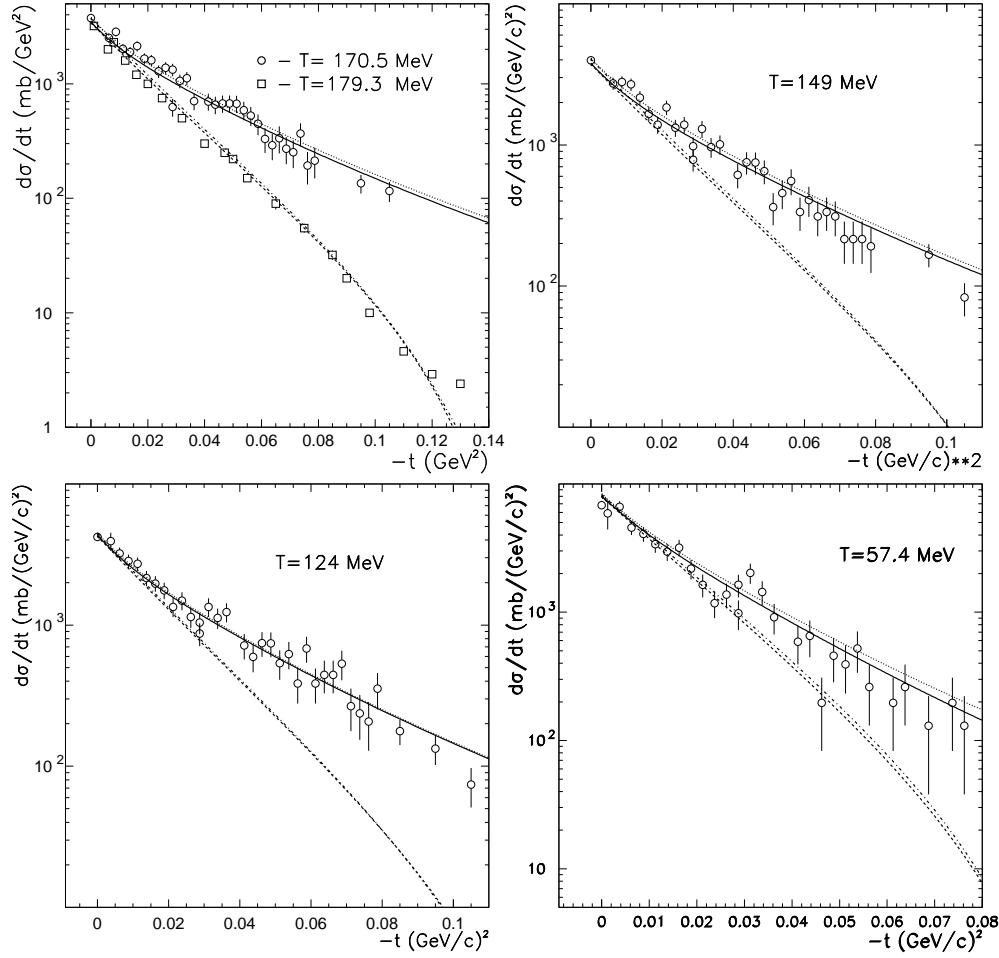 dσ/dt (mb/GeV²)
10³
10²
10
1
○ – T= 170.5 MeV
□ – T=179.3 MeV
0 0.02 0.04 0.06 0.08 0.1 0.12 0.14
−t (GeV²)
dσ/dt (mb/(GeV/c)²)
10³
10²
T=149 MeV
0 0.02 0.04 0.06 0.08 0.1
−t (GeV/c)**2
dσ/dt (mb/(GeV/c)²)
10³
10²
T=124 MeV
0 0.02 0.04 0.06 0.08 0.1
−t (GeV/c)²
dσ/dt (mb/(GeV/c)²)
10³
10²
10
T=57.4 MeV
0 0.01 0.02 0.03 0.04 0.05 0.06 0.07 0.08
−t (GeV/c)²